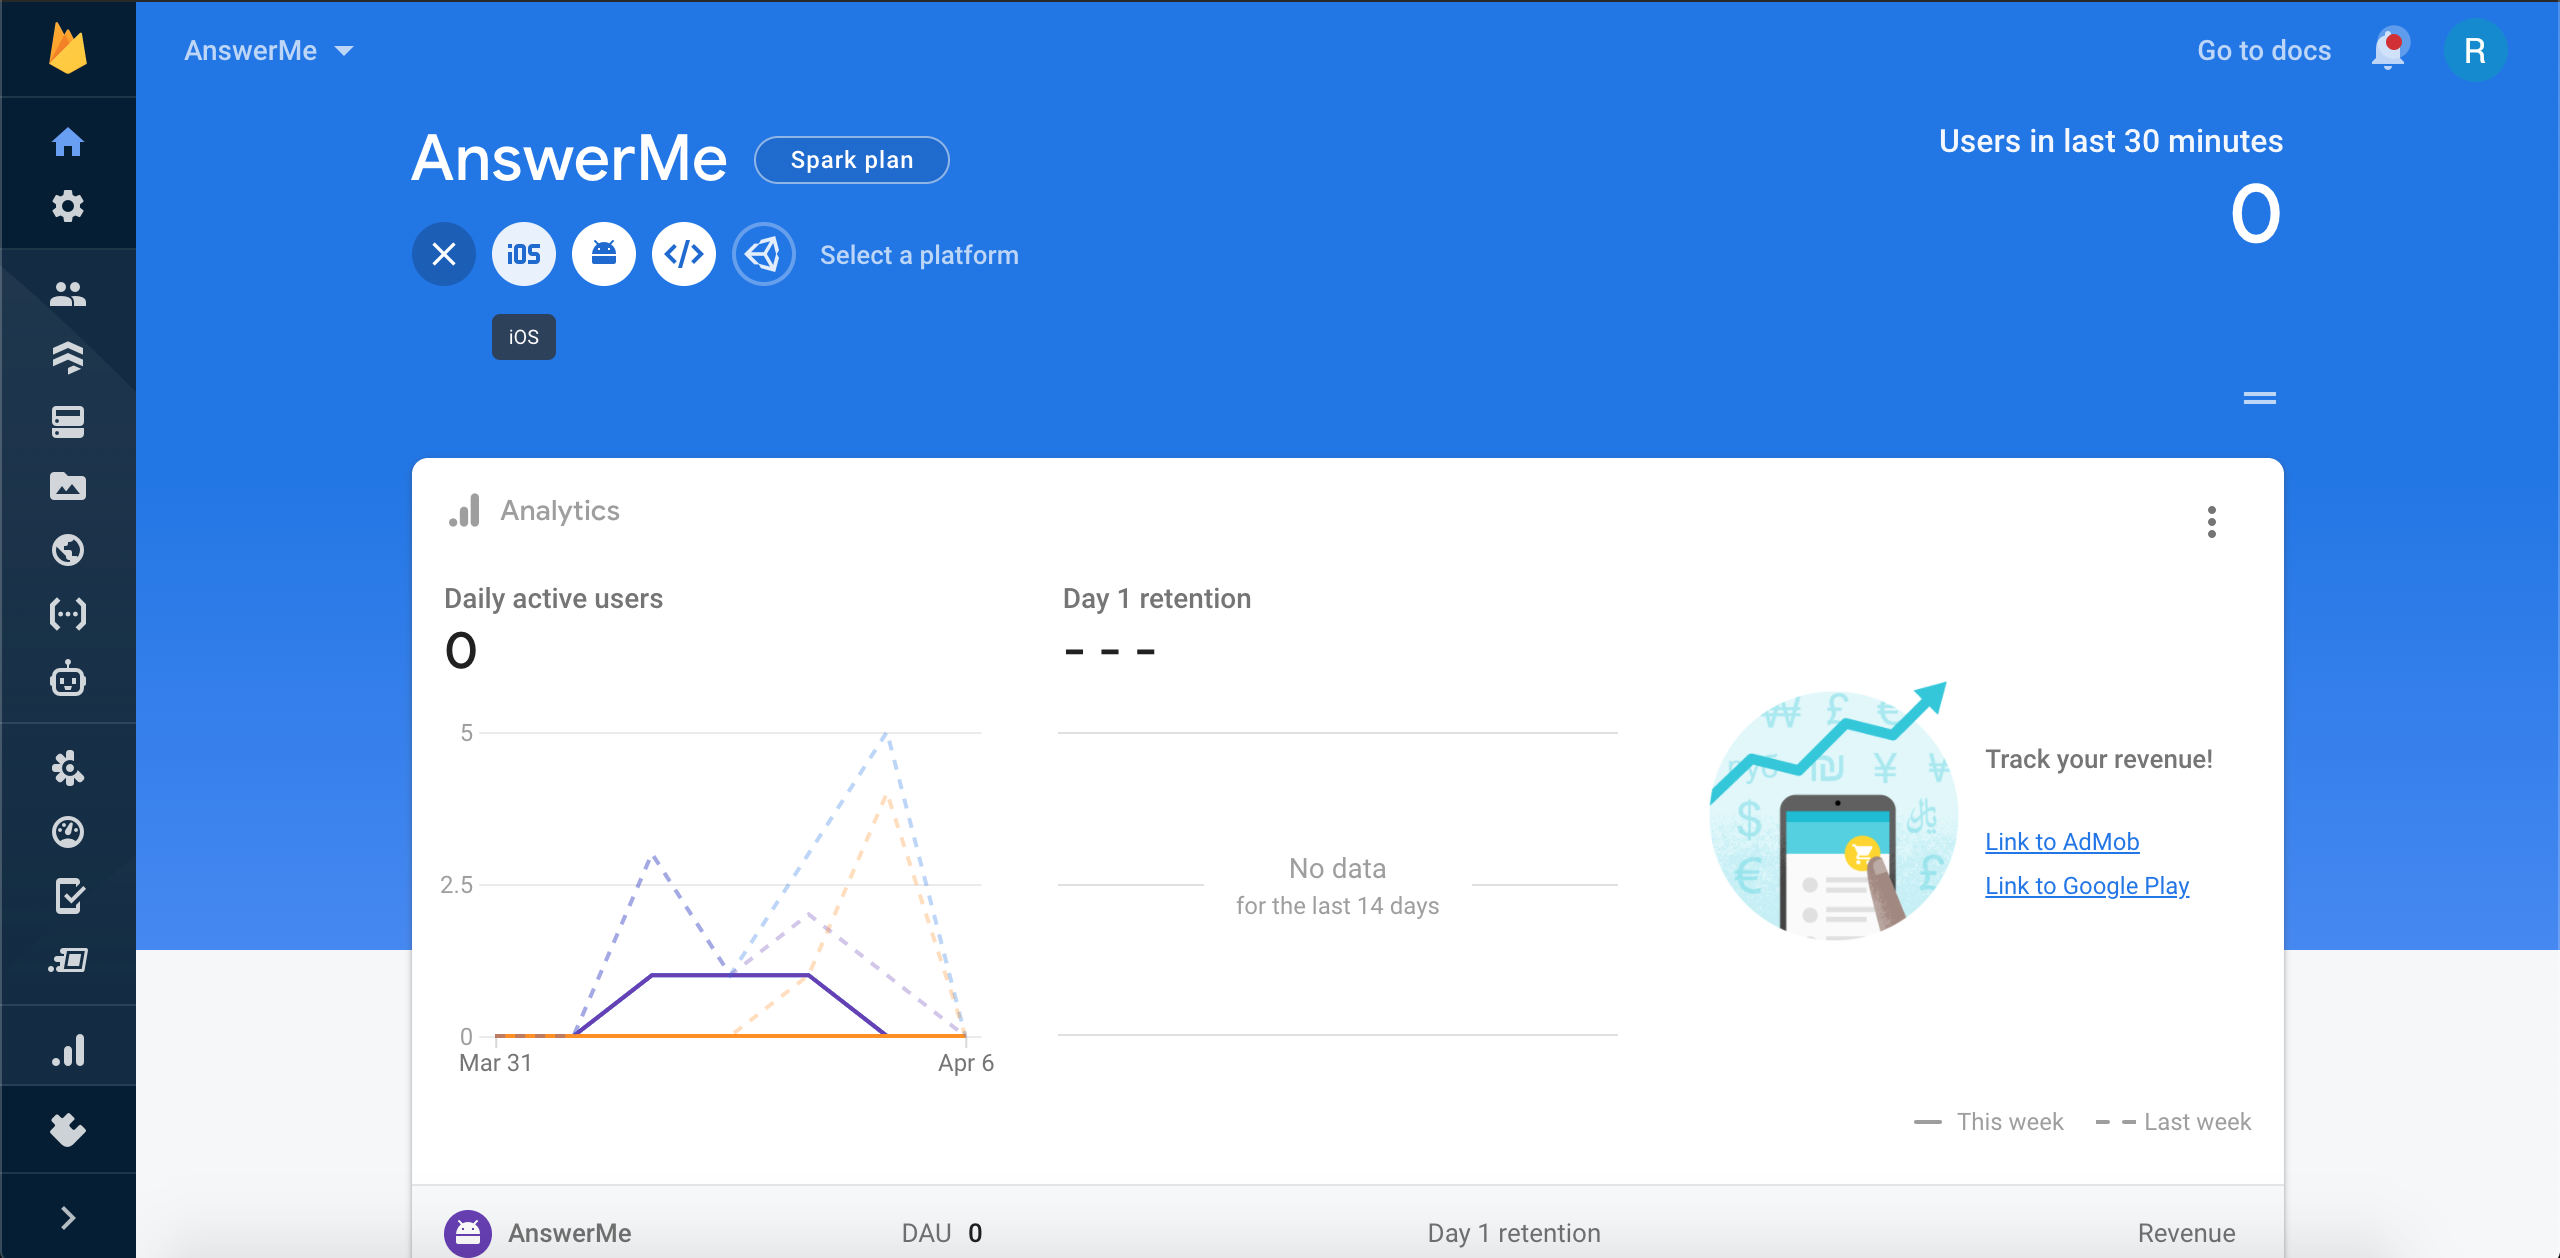 AnswerMe
Go to docs
R
AnswerMe
Spark plan
Users in last 30 minutes
0
iOS
Select a platform
iOS
Analytics
Daily active users
0
Day 1 retention
- - -
5
2.5
0
Mar 31
Apr 6
No data
for the last 14 days
Track your revenue!
Link to AdMob
Link to Google Play
This week
Last week
AnswerMe
DAU 0
Day 1 retention
Revenue